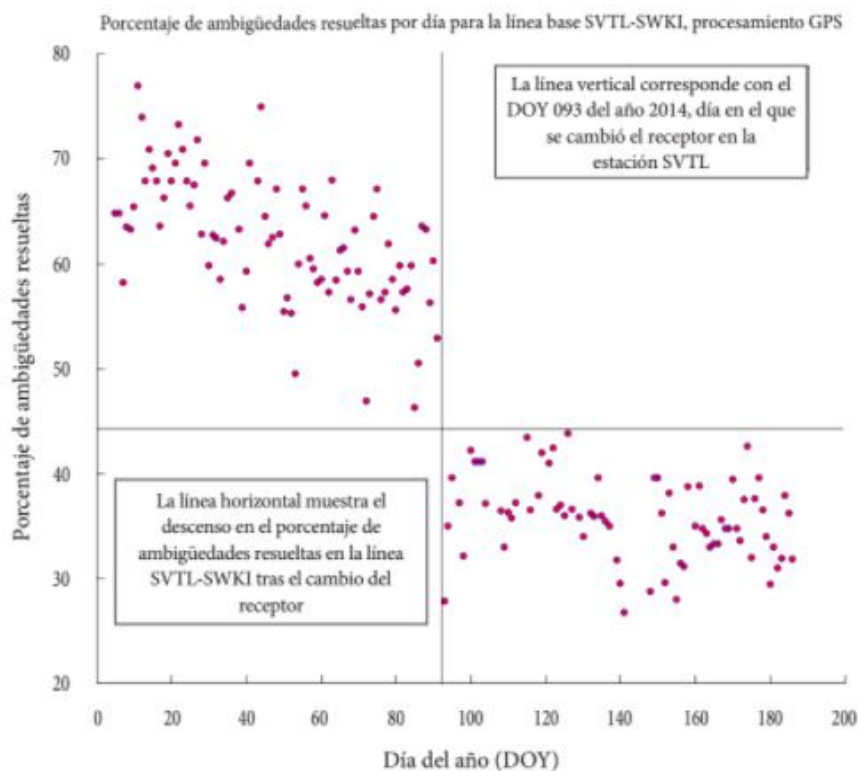 Porcentaje de ambigüedades resueltas por día para la línea base SVTL-SWKI, procesamiento GPS
Porcentaje de ambigüedades resueltas
80
70
60
50
40
30
20
La línea vertical corresponde con el
DOY 093 del año 2014, día en el que
se cambió el receptor en la
estación SVTL
La línea horizontal muestra el
descenso en el porcentaje de
ambigüedades resueltas en la línea
SVTL-SWKI tras el cambio del
receptor
0 20 40 60 80 100 120 140 160 180 200
Día del año (DOY)